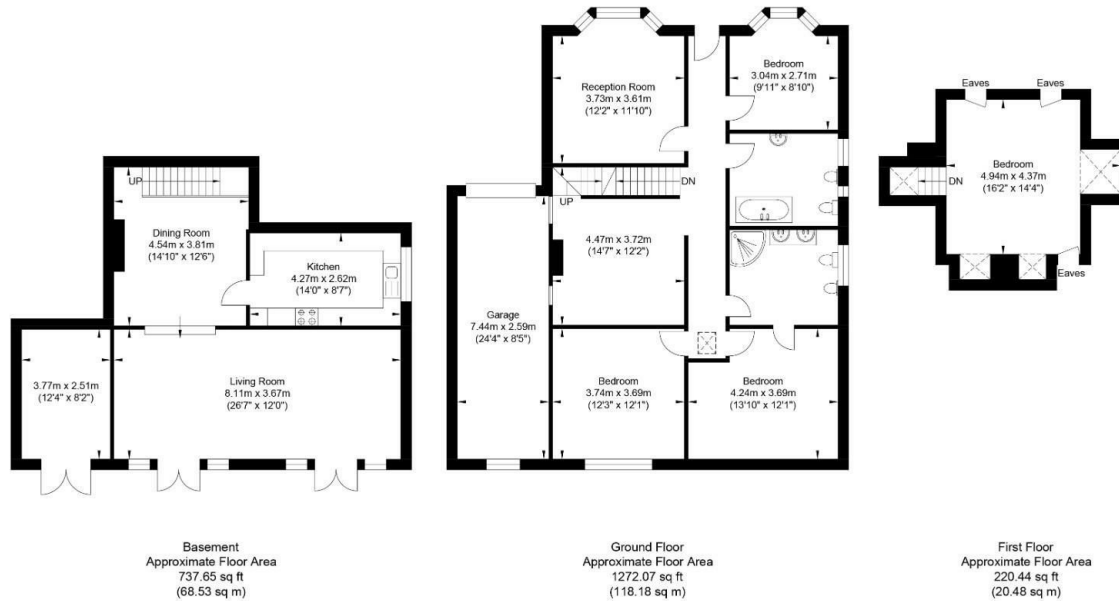 UP
Dining Room
4.54m x 3.81m
(14'10" x 12'6")
Kitchen
4.27m x 2.62m
(14'0" x 8'7")
3.77m x 2.51m
(12'4" x 8'2")
Living Room
8.11m x 3.67m
(26'7" x 12'0")
Basement
Approximate Floor Area
737.65 sq ft
(68.53 sq m)
Reception Room
3.73m x 3.61m
(12'2" x 11'10")
Bedroom
3.04m x 2.71m
(9'11" x 8'10")
UP
DN
4.47m x 3.72m
(14'7" x 12'2")
Garage
7.44m x 2.59m
(24'4" x 8'5")
Bedroom
3.74m x 3.69m
(12'3" x 12'1")
Bedroom
4.24m x 3.69m
(13'10" x 12'1")
Ground Floor
Approximate Floor Area
1272.07 sq ft
(118.18 sq m)
Eaves
Eaves
Bedroom
4.94m x 4.37m
(16'2" x 14'4")
DN
Eaves
First Floor
Approximate Floor Area
220.44 sq ft
(20.48 sq m)